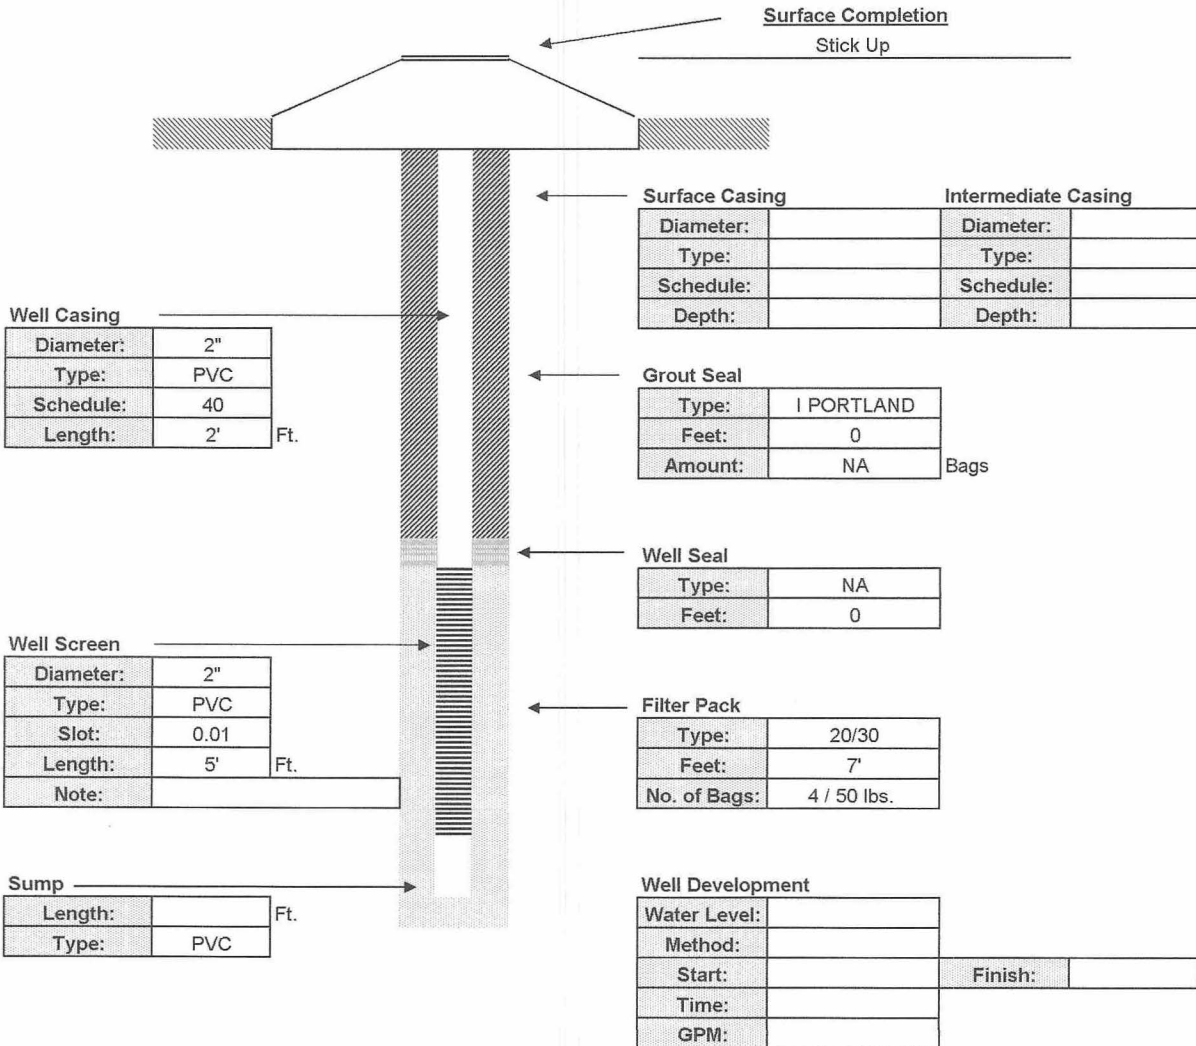 Surface Completion
Stick Up
Surface Casing Intermediate Casing
Diameter: Diameter:
Type: Type:
Schedule: Schedule:
Depth: Depth:
Well Casing
Diameter: 2"
Type: PVC
Schedule: 40
Length: 2' Ft.
Grout Seal
Type: I PORTLAND
Feet: 0
Amount: NA Bags
Well Seal
Type: NA
Feet: 0
Well Screen
Diameter: 2"
Type: PVC
Slot: 0.01
Length: 5' Ft.
Note:
Filter Pack
Type: 20/30
Feet: 7'
No. of Bags: 4 / 50 lbs.
Sump
Length: Ft.
Type: PVC
Well Development
Water Level:
Method:
Start: Finish:
Time:
GPM: